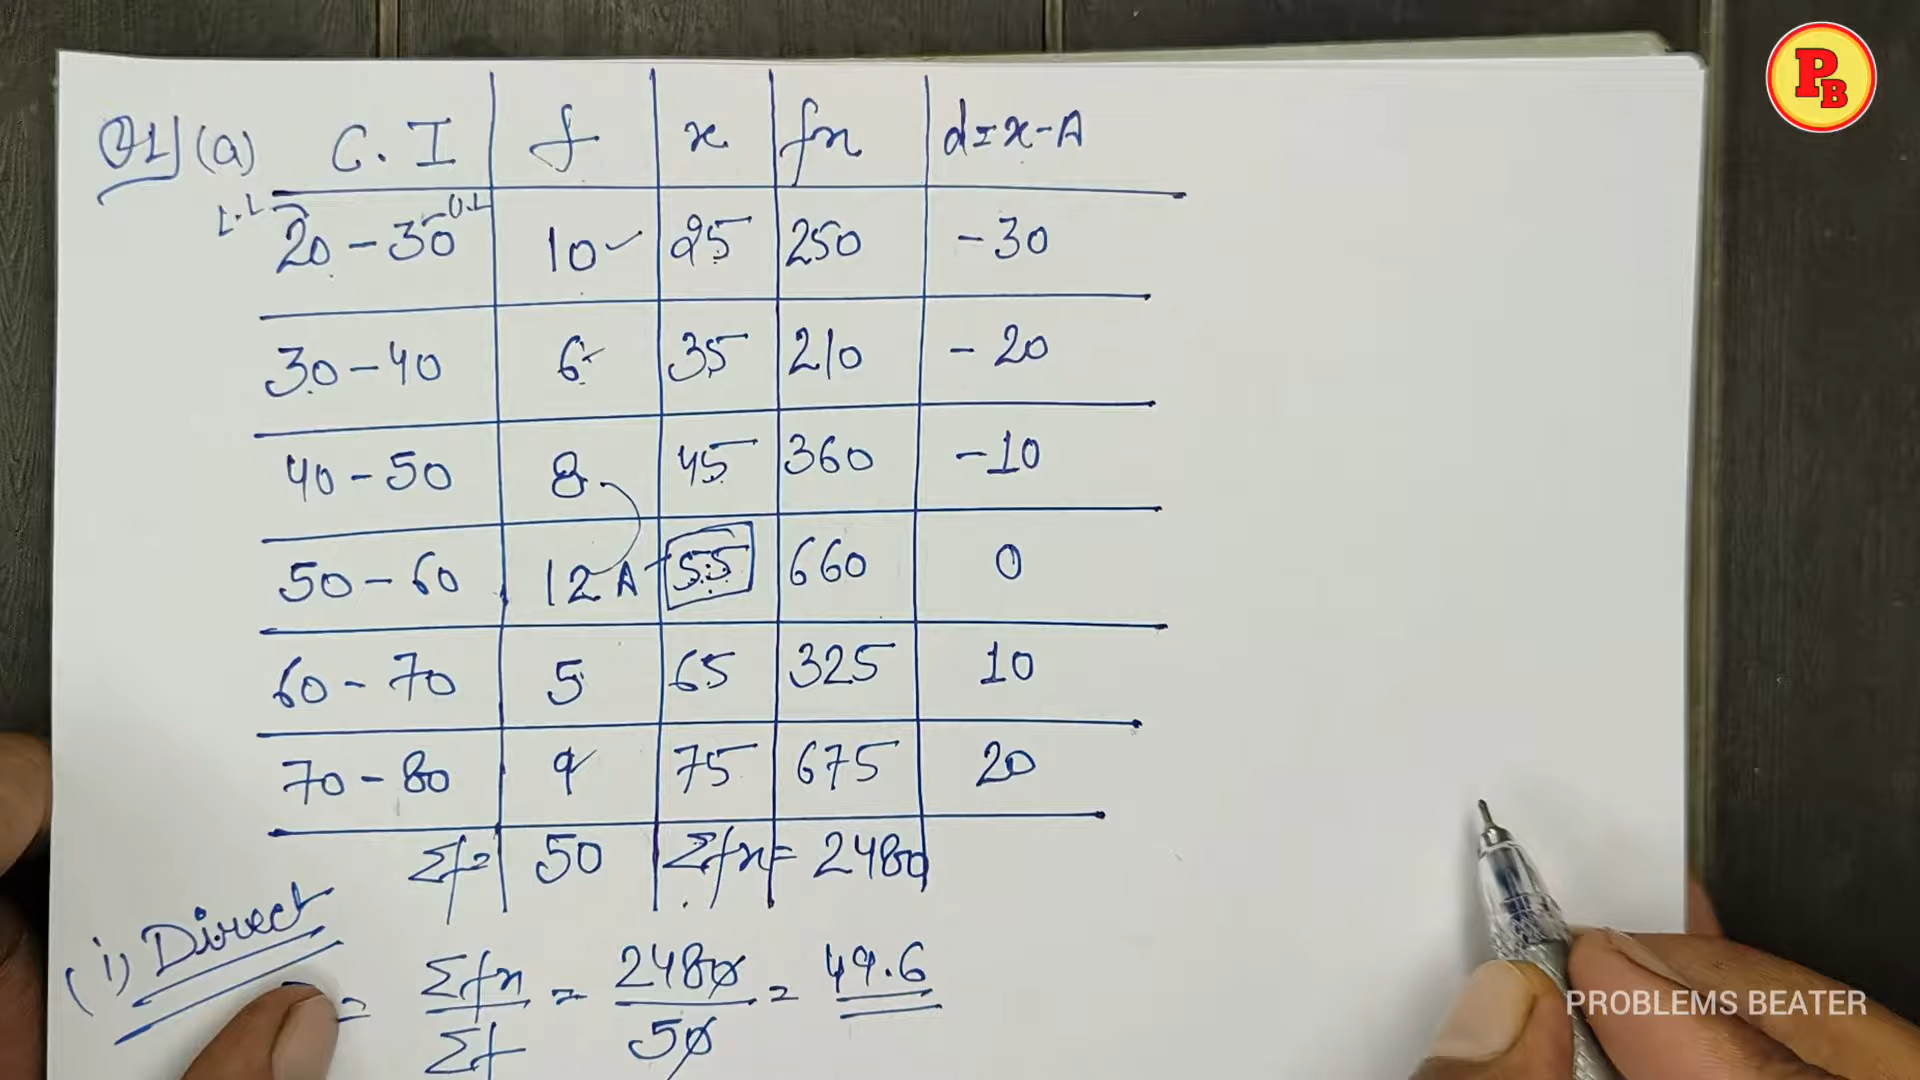 Q1 (a) C.I f x fx d=x-A
L.L U.L
20-30 10 25 250 -30
30-40 6 35 210 -20
40-50 8 45 360 -10
50-60 12 A 55 660 0
60-70 5 65 325 10
70-80 9 75 675 20
Σf= 50 Σfx= 2480
(i) Direct
= Σfx/Σf = 2480/50 = 49.6
PB
PROBLEMS BEATER